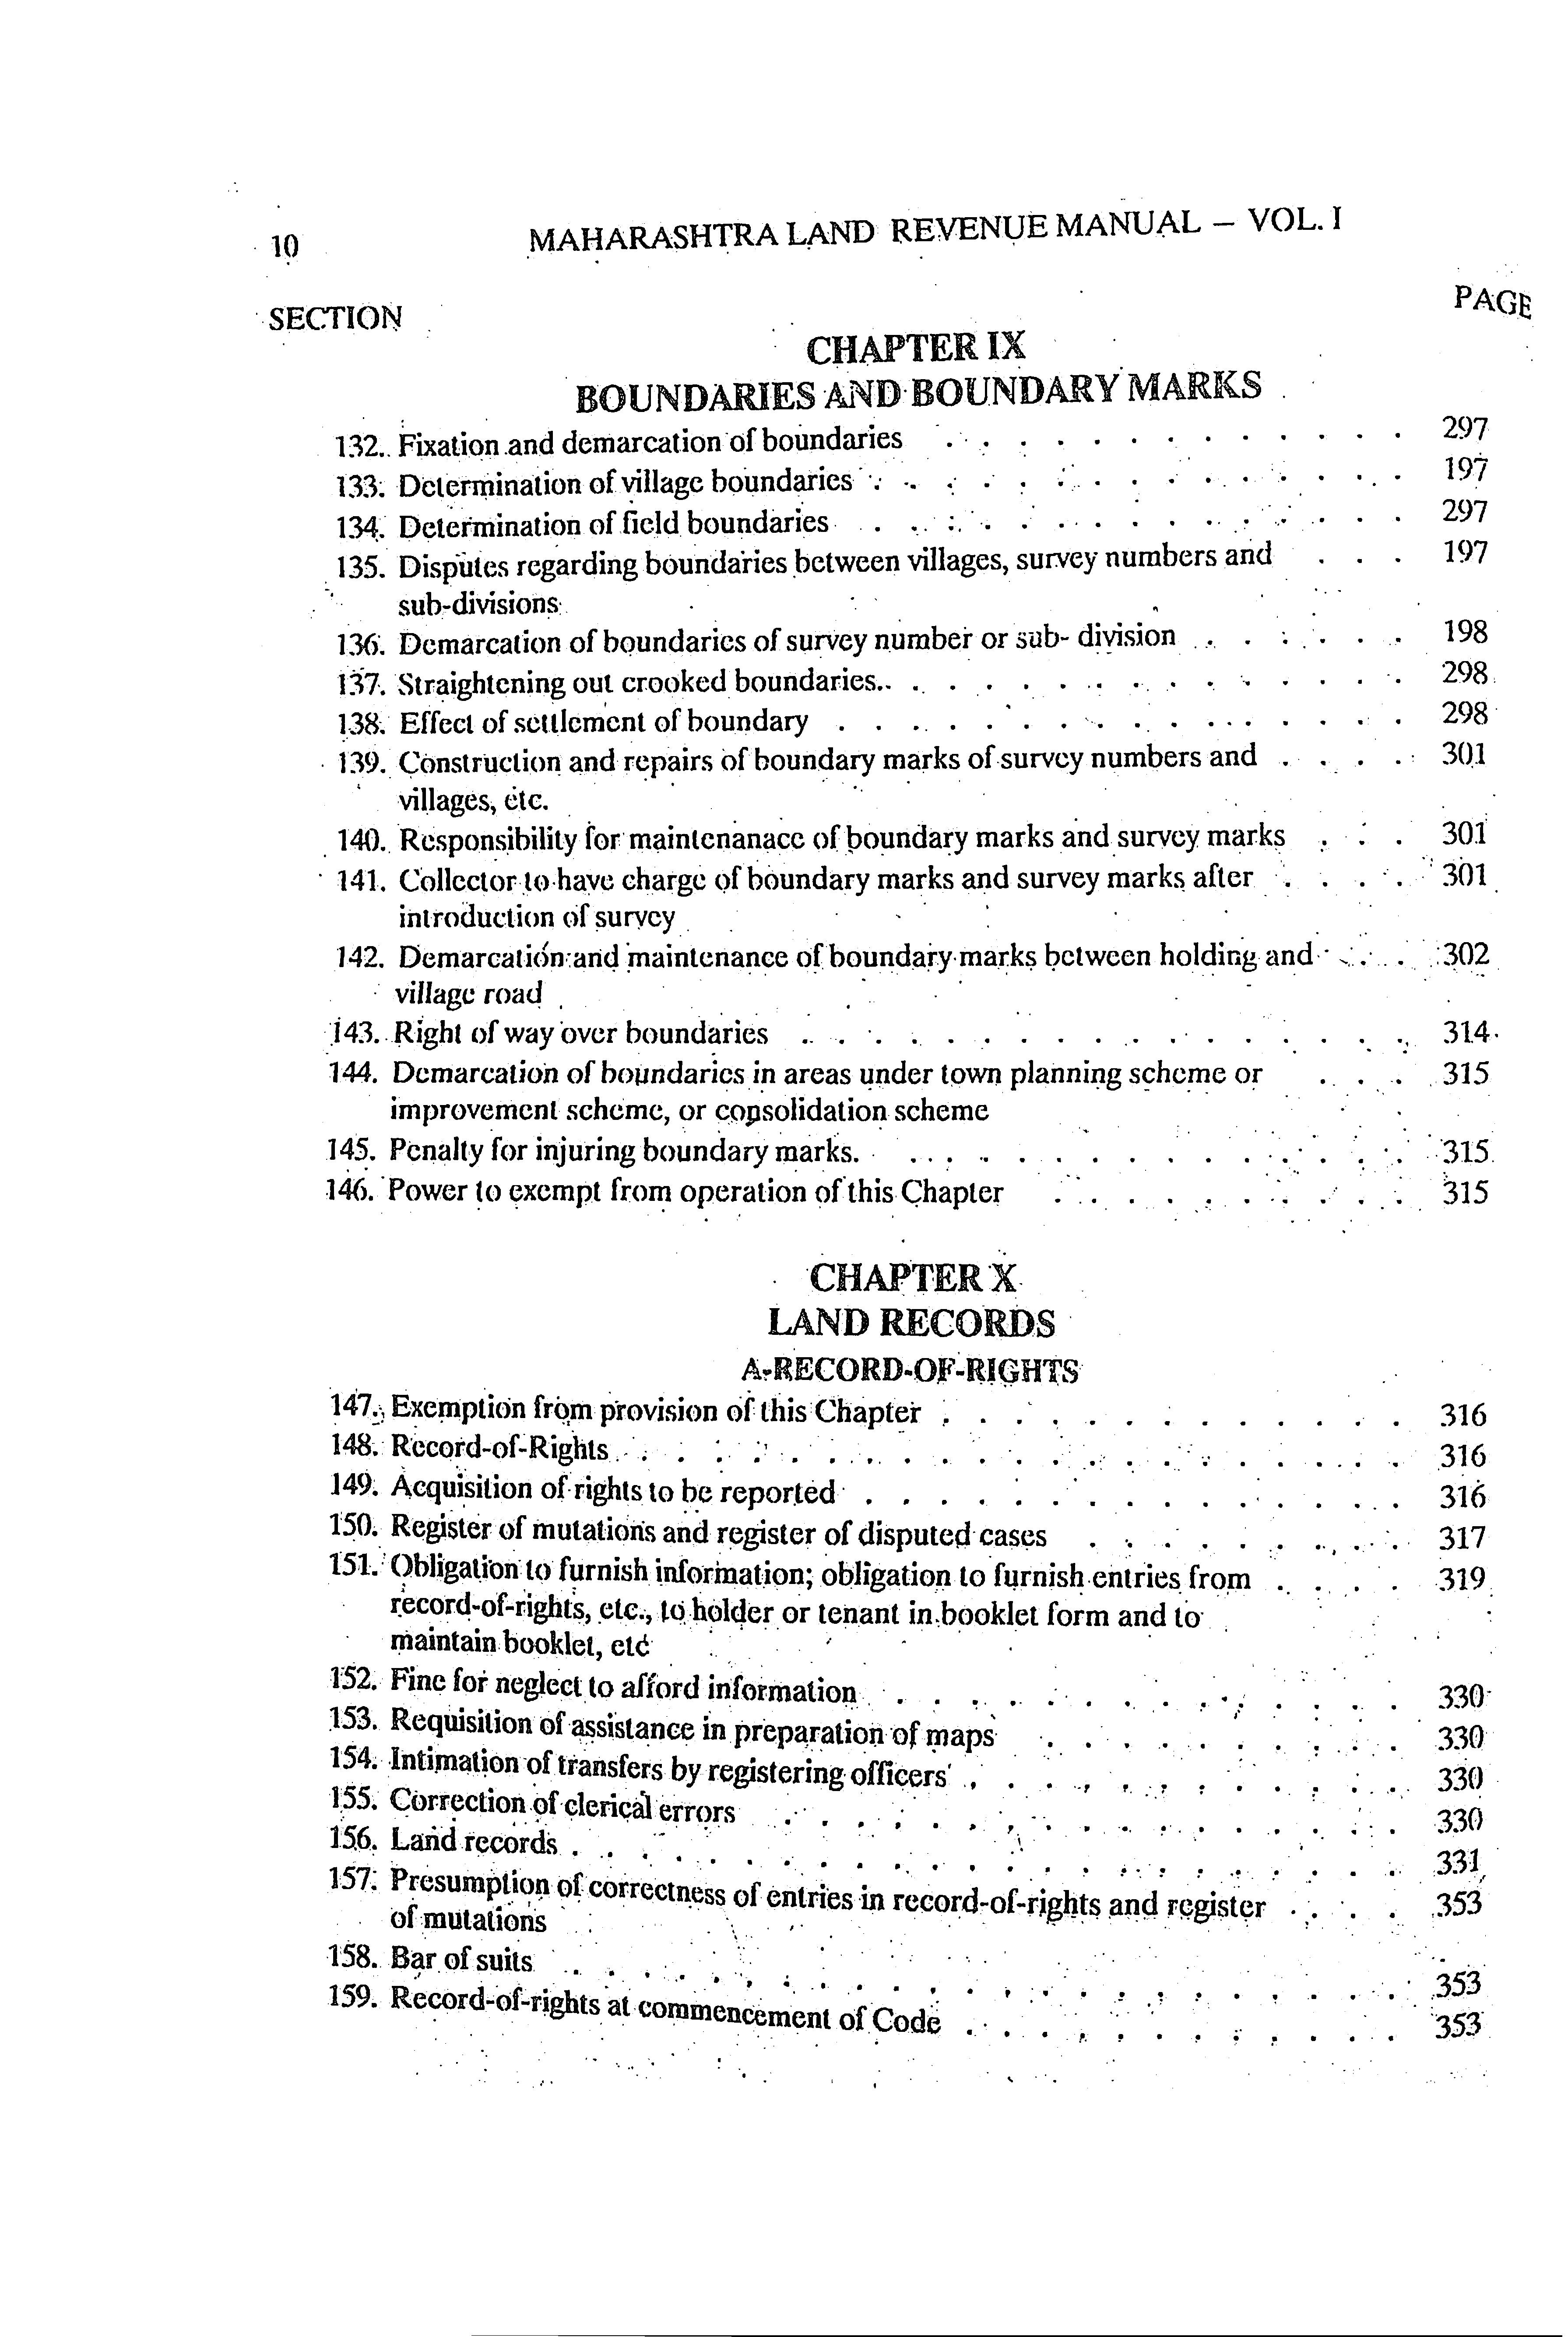 10
MAHARASHTRA LAND REVENUE MANUAL – VOL. I
SECTION
PAGE
CHAPTER IX
BOUNDARIES AND BOUNDARY MARKS
132. Fixation and demarcation of boundaries . . . . . . . . . . . . . 297
133. Determination of village boundaries . . . . . . . . . . . . . . . 197
134. Determination of field boundaries . . . . . . . . . . . . . . . 297
135. Disputes regarding boundaries between villages, survey numbers and . . . 197
sub-divisions
136. Demarcation of boundaries of survey number or sub- division . . . . . . 198
137. Straightening out crooked boundaries. . . . . . . . . . . . . . . . 298
138. Effect of settlement of boundary . . . . . . . . . . . . . . . . 298
139. Construction and repairs of boundary marks of survey numbers and . . . . 301
villages, etc.
140. Responsibility for maintenanace of boundary marks and survey marks . . . 301
141. Collector to have charge of boundary marks and survey marks after . . . . 301
introduction of survey
142. Demarcation and maintenance of boundary marks between holding and . . . 302
village road
143. Right of way over boundaries . . . . . . . . . . . . . . . . . 314
144. Demarcation of boundaries in areas under town planning scheme or . . . 315
improvement scheme, or consolidation scheme
145. Penalty for injuring boundary marks. . . . . . . . . . . . . . . 315
146. Power to exempt from operation of this Chapter . . . . . . . . . . 315
CHAPTER X
LAND RECORDS
A-RECORD-OF-RIGHTS
147. Exemption from provision of this Chapter . . . . . . . . . . . . . 316
148. Record-of-Rights . . . . . . . . . . . . . . . . . . . . . 316
149. Acquisition of rights to be reported . . . . . . . . . . . . . . . 316
150. Register of mutations and register of disputed cases . . . . . . . . . 317
151. Obligation to furnish information; obligation to furnish entries from . . . . 319
record-of-rights, etc., to holder or tenant in booklet form and to
maintain booklet, etc
152. Fine for neglect to afford information . . . . . . . . . . . . . . 330
153. Requisition of assistance in preparation of maps . . . . . . . . . . 330
154. Intimation of transfers by registering officers . . . . . . . . . . . . 330
155. Correction of clerical errors . . . . . . . . . . . . . . . . . 330
156. Land records . . . . . . . . . . . . . . . . . . . . . . 331
157. Presumption of correctness of entries in record-of-rights and register . . . . 353
of mutations
158. Bar of suits . . . . . . . . . . . . . . . . . . . . . . . 353
159. Record-of-rights at commencement of Code . . . . . . . . . . . . 353